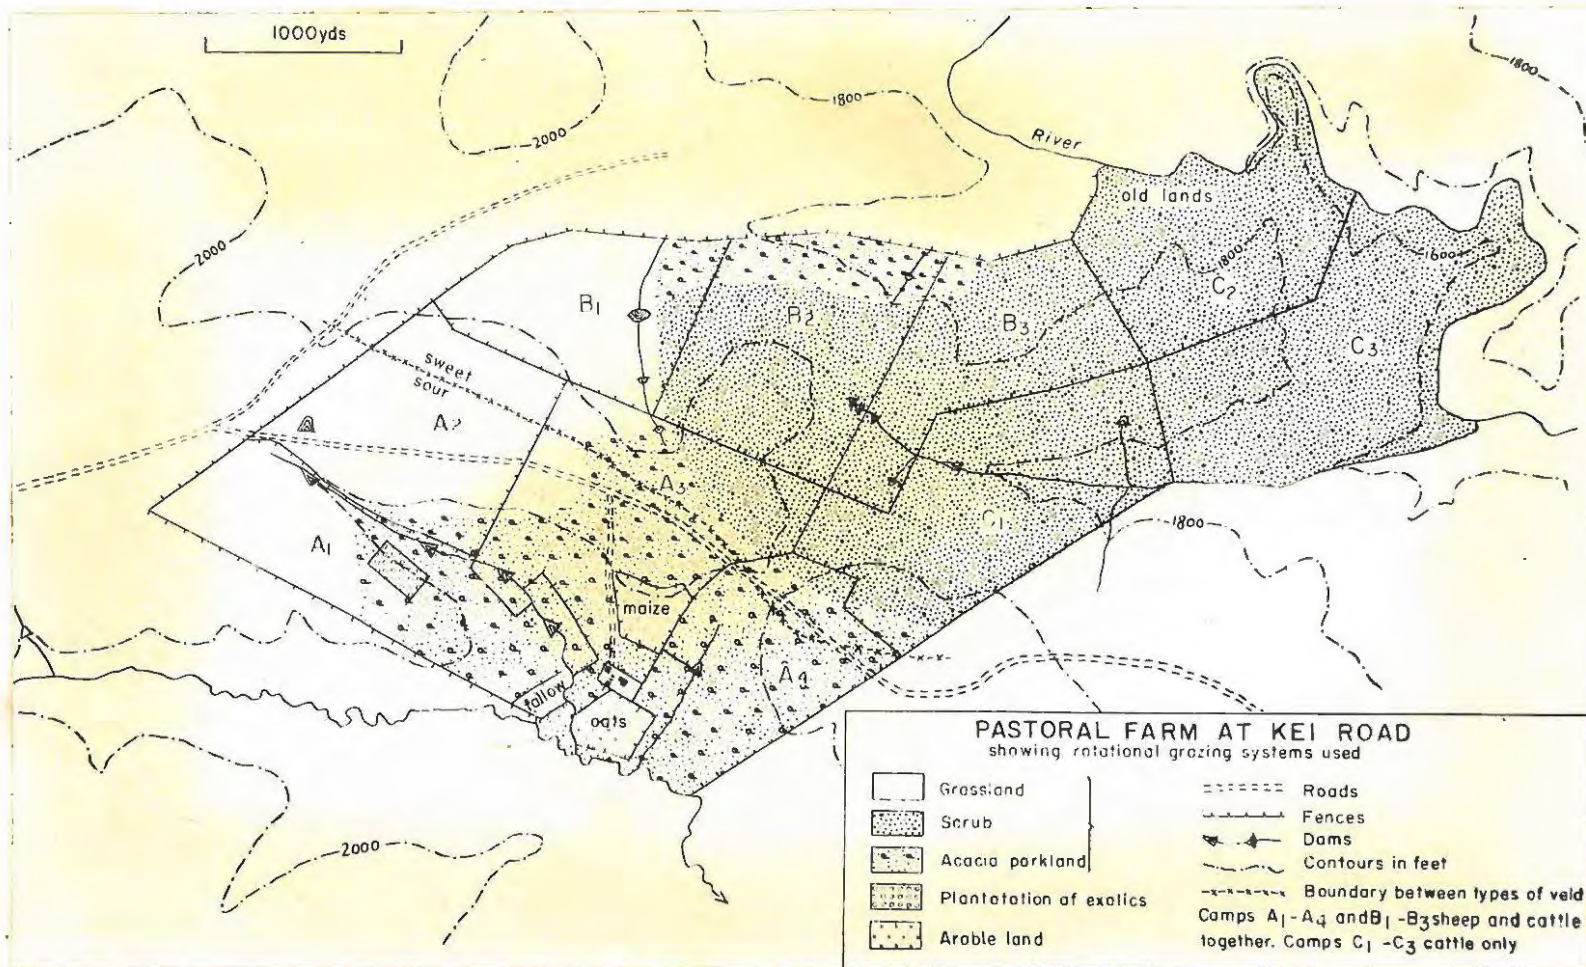 1000yds
1800
2000
1800
River
old lands
2000
1800
1600
B1
B2
B3
C2
C3
sweet
sour
A2
A3
A1
C1
1800
maize
A4
fallow
oats
2000
PASTORAL FARM AT KEI ROAD
showing rotational grazing systems used
Grassland
Scrub
Acacia parkland
Plantatation of exotics
Arable land
Roads
Fences
Dams
Contours in feet
Boundary between types of veld
Camps A1-A4 and B1-B3 sheep and cattle
together. Camps C1-C3 cattle only